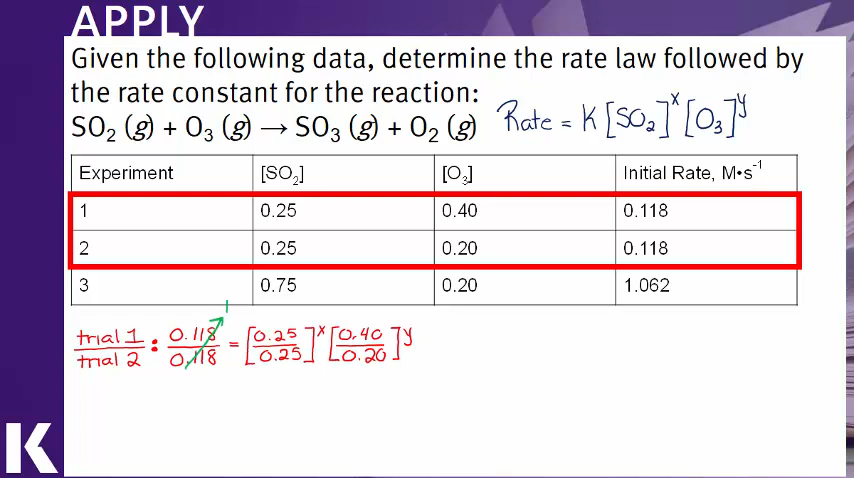 APPLY
Given the following data, determine the rate law followed by
the rate constant for the reaction:
SO₂ (g) + O₃ (g) → SO₃ (g) + O₂ (g)
Rate = K [SO₂]ˣ [O₃]ʸ
Experiment [SO₂] [O₃] Initial Rate, M•s⁻¹
1 0.25 0.40 0.118
2 0.25 0.20 0.118
3 0.75 0.20 1.062
1
trial 1 / trial 2 : 0.118 / 0.118 = [0.25 / 0.25]ˣ [0.40 / 0.20]ʸ
K